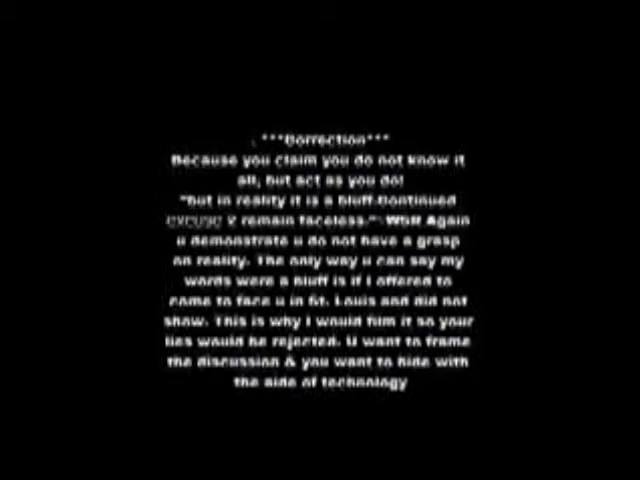 . ***Correction***
Because you claim you do not know it
all, but act as you do!
"but in reality it is a bluff.Continued
excuse 2 remain faceless." Well Again
u demonstrate u do not have a grasp
on reality. The only way u can say my
words were a bluff is if I offered to
come to face u in St. Louis and did not
show. This is why I would film it so your
lies would be rejected. U want to frame
the discussion & you want to hide with
the aide of technology